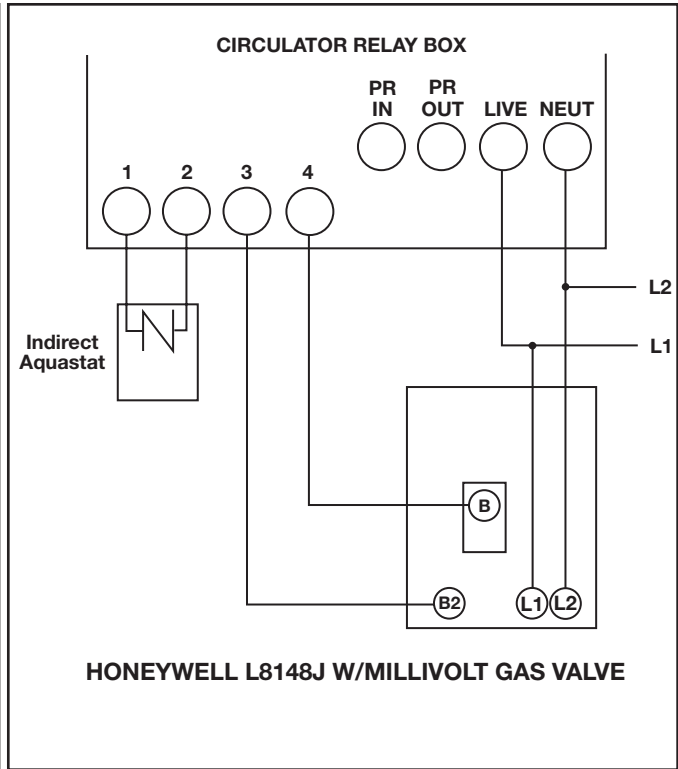 CIRCULATOR RELAY BOX
PR IN
PR OUT
LIVE
NEUT
1
2
3
4
L2
L1
Indirect
Aquastat
B
B2
L1
L2
HONEYWELL L8148J W/MILLIVOLT GAS VALVE